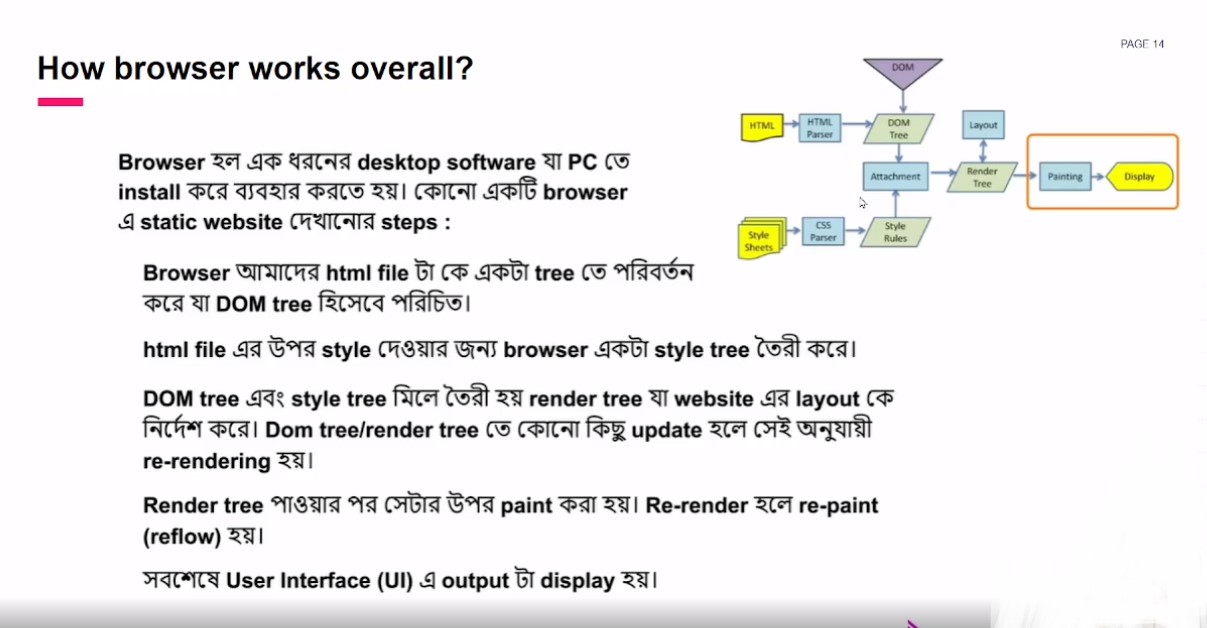 PAGE 14
How browser works overall?
Browser হল এক ধরনের desktop software যা PC তে
install করে ব্যবহার করতে হয়। কোনো একটি browser
এ static website দেখানোর steps :
Browser আমাদের html file টা কে একটা tree তে পরিবর্তন
করে যা DOM tree হিসেবে পরিচিত।
html file এর উপর style দেওয়ার জন্য browser একটা style tree তৈরী করে।
DOM tree এবং style tree মিলে তৈরী হয় render tree যা website এর layout কে
নির্দেশ করে। Dom tree/render tree তে কোনো কিছু update হলে সেই অনুযায়ী
re-rendering হয়।
Render tree পাওয়ার পর সেটার উপর paint করা হয়। Re-render হলে re-paint
(reflow) হয়।
সবশেষে User Interface (UI) এ output টা display হয়।
DOM
HTML
HTML
Parser
DOM
Tree
Layout
Attachment
Render
Tree
Painting
Display
Style
Sheets
CSS
Parser
Style
Rules